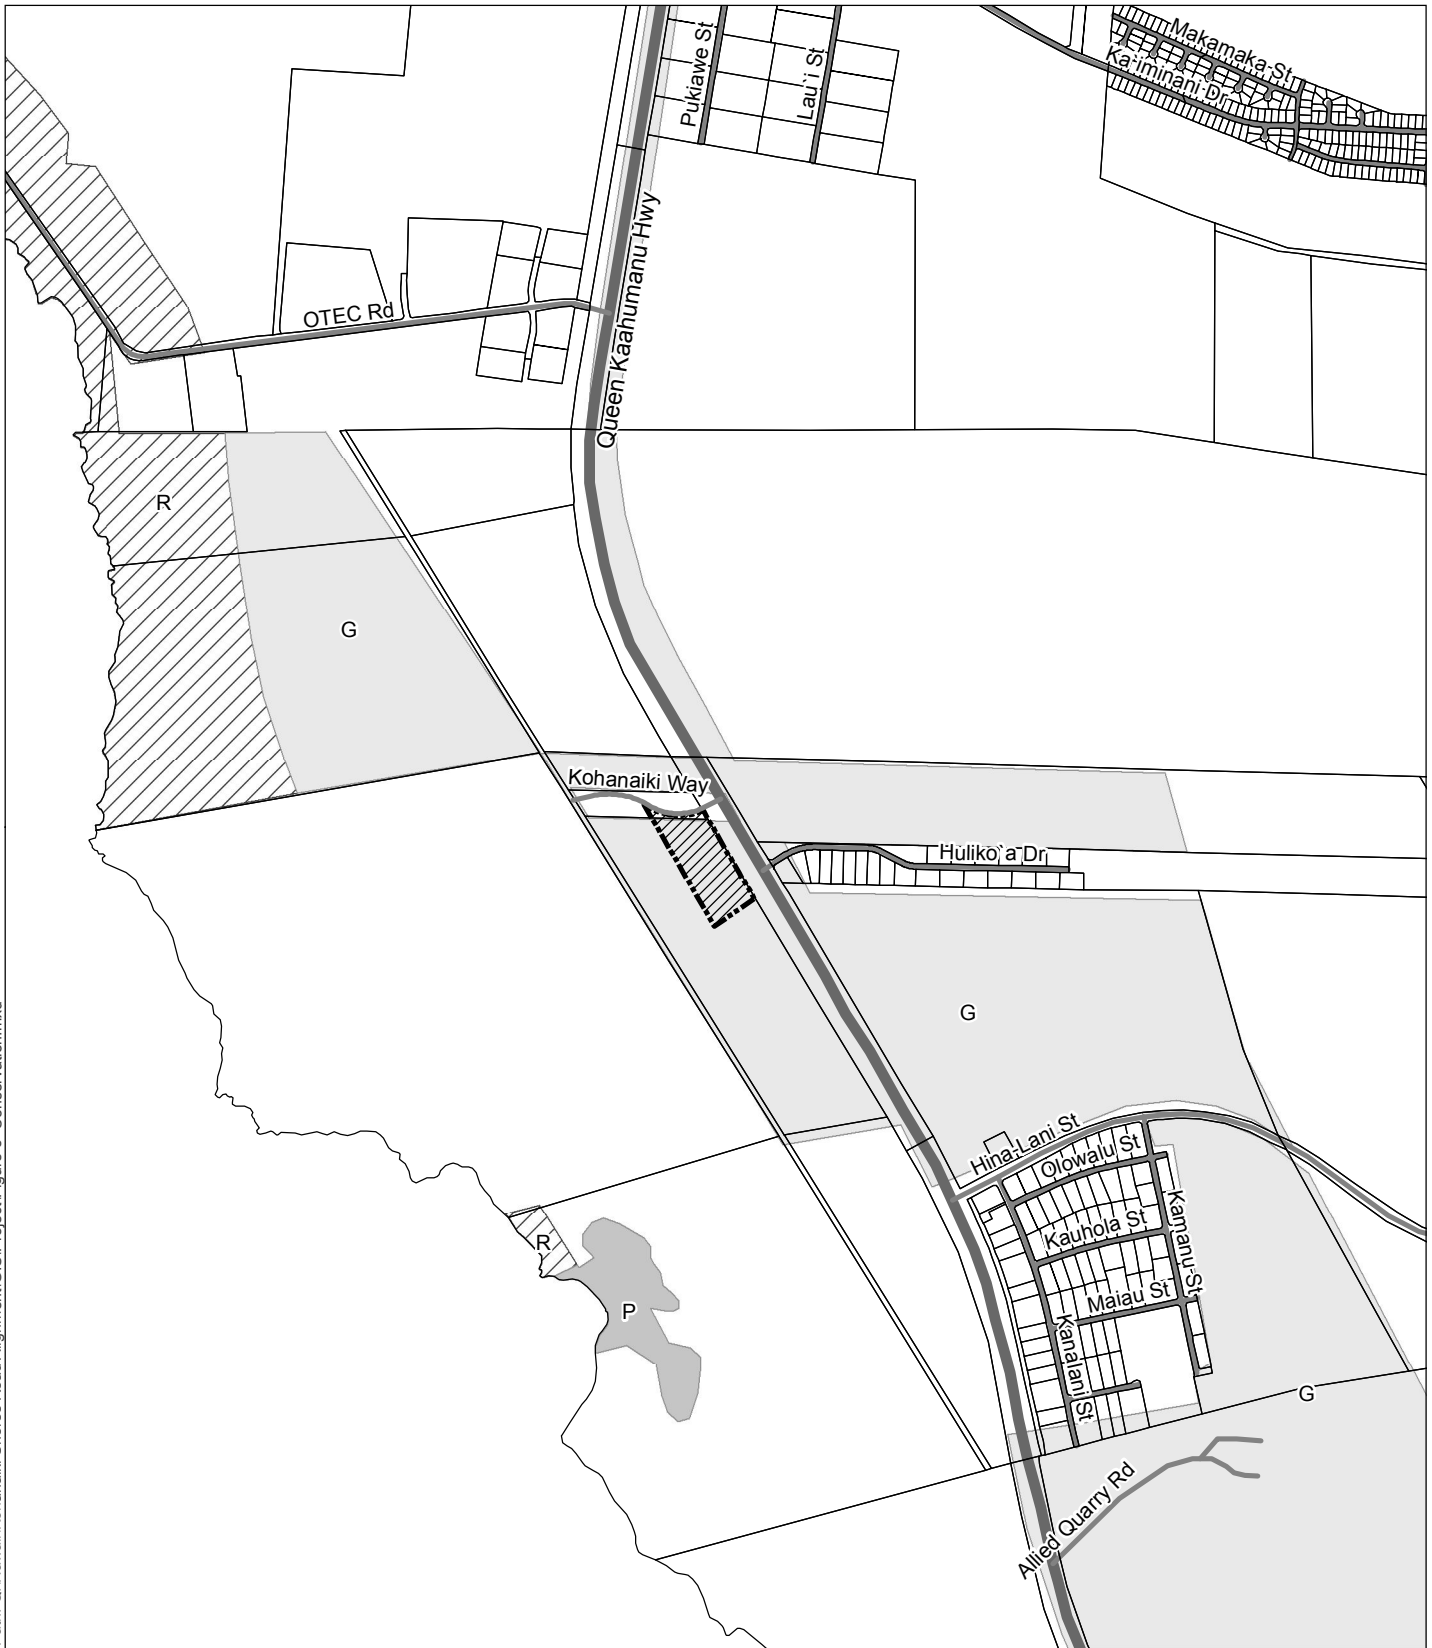 Makamaka St
Pukiawe St
Lau`i St
Ka`iminani Dr
Queen Kaahumanu Hwy
OTEC Rd
R
G
Kohanaiki Way
Huliko`a Dr
G
Hina-Lani St
Olowalu St
Kamanu St
Kauhola St
R
P
Maiau St
Kanalani St
G
Allied Quarry Rd